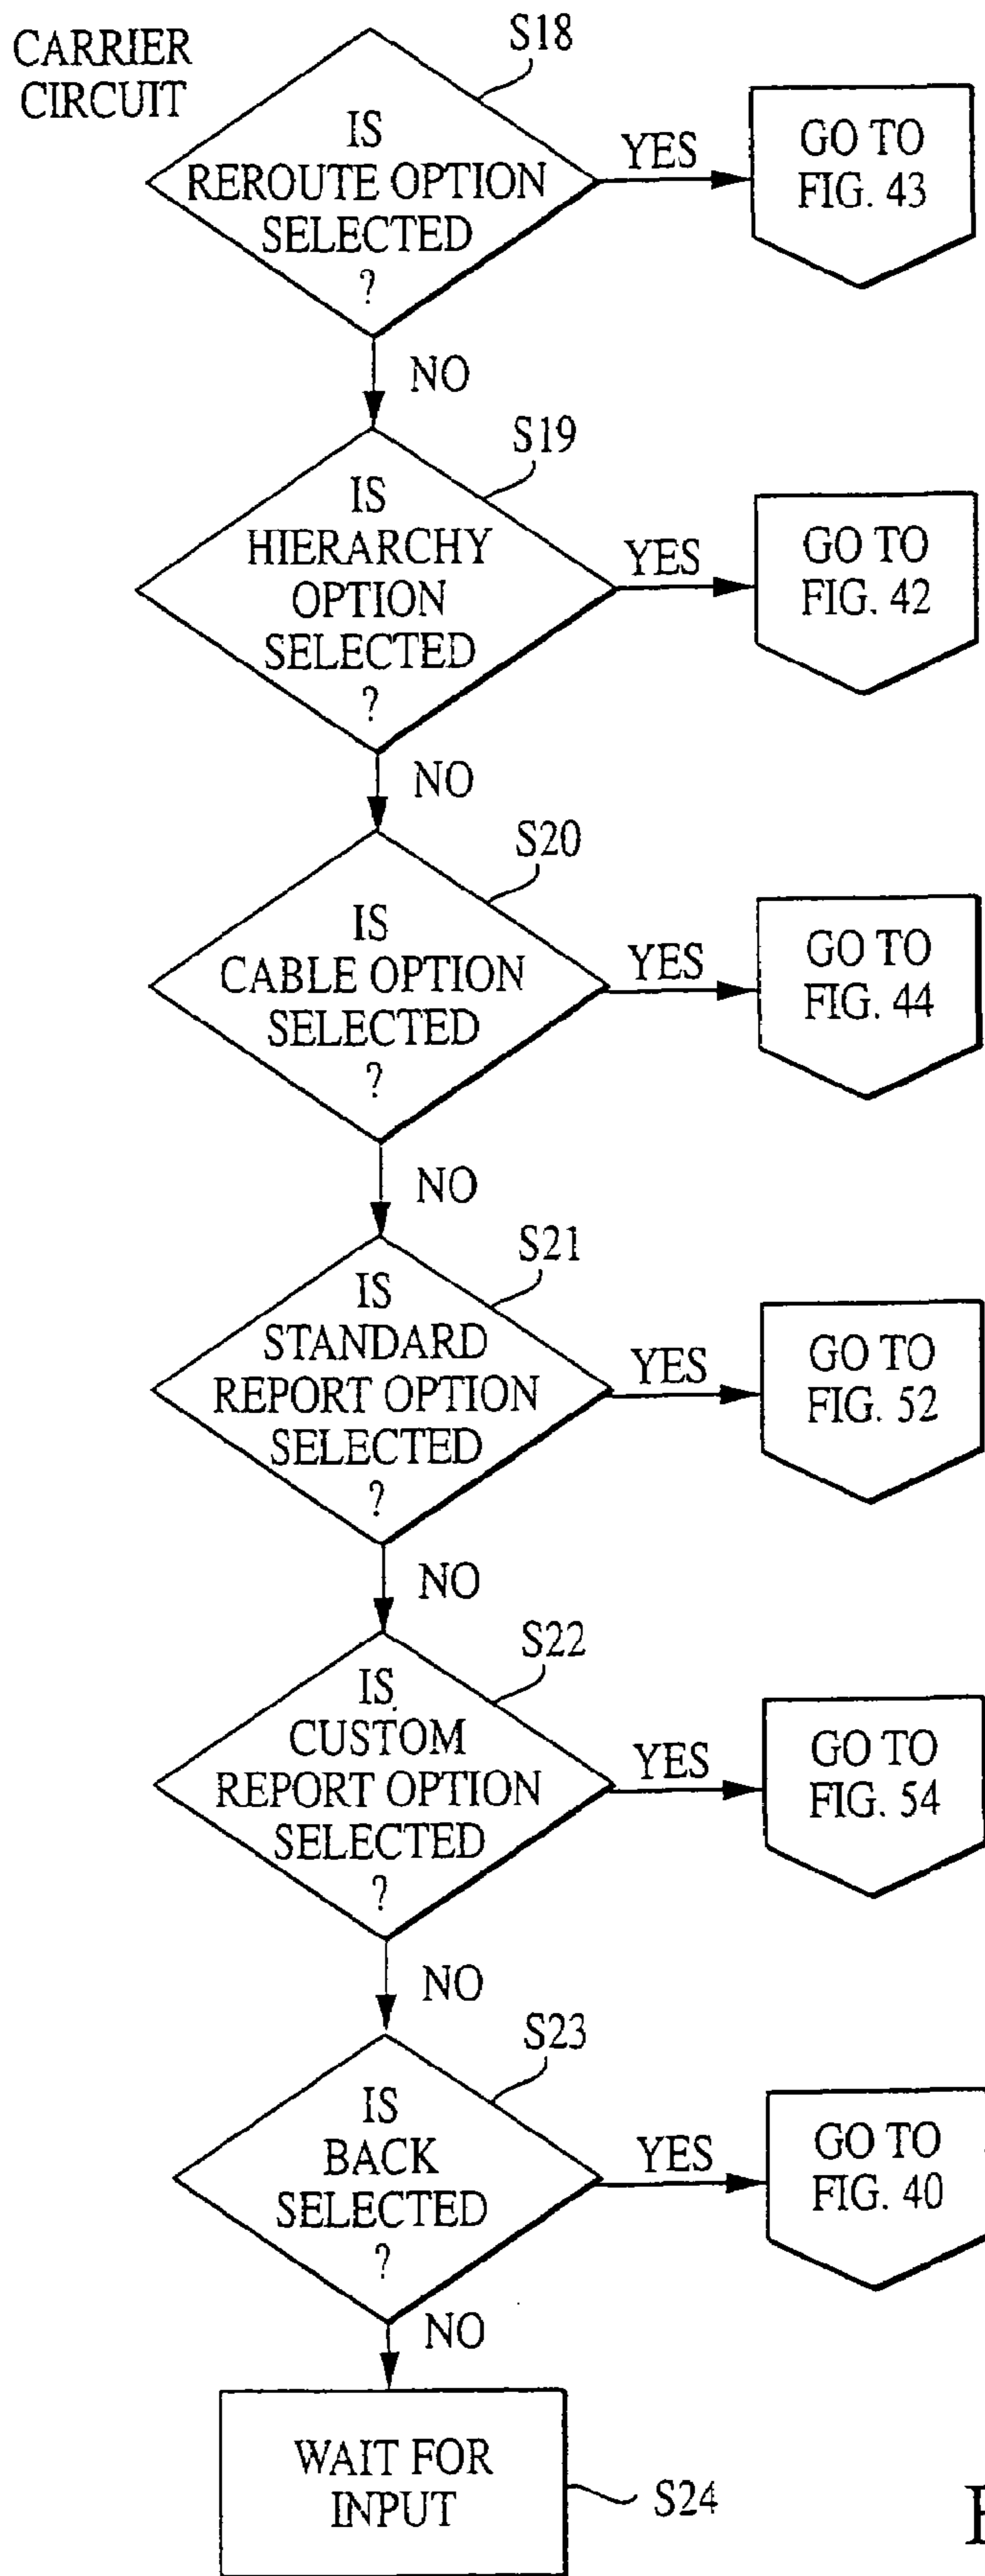 CARRIER
CIRCUIT
S18
IS
REROUTE OPTION
SELECTED
?
YES
GO TO
FIG. 43
NO
S19
IS
HIERARCHY
OPTION
SELECTED
?
YES
GO TO
FIG. 42
NO
S20
IS
CABLE OPTION
SELECTED
?
YES
GO TO
FIG. 44
NO
S21
IS
STANDARD
REPORT OPTION
SELECTED
?
YES
GO TO
FIG. 52
NO
S22
IS
CUSTOM
REPORT OPTION
SELECTED
?
YES
GO TO
FIG. 54
NO
S23
IS
BACK
SELECTED
?
YES
GO TO
FIG. 40
NO
WAIT FOR
INPUT
S24